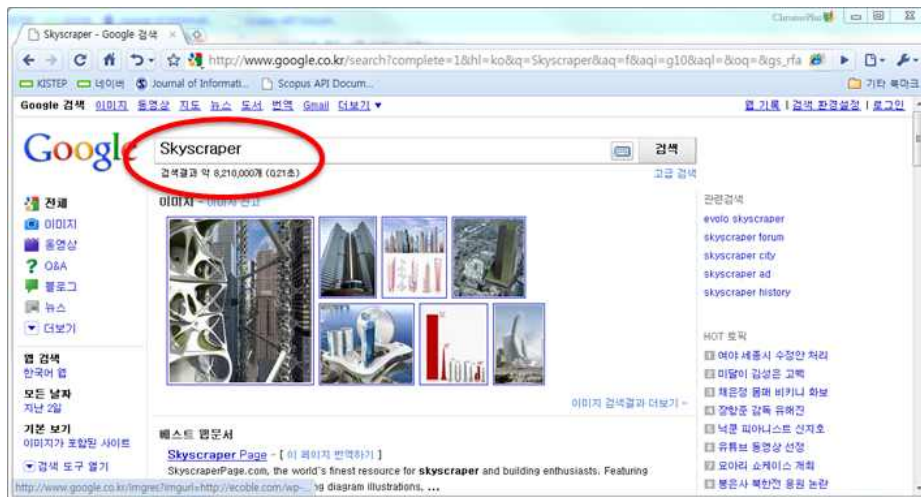 Skyscraper - Google 검색
http://www.google.co.kr/search?complete=1&hl=ko&q=Skyscraper&aq=f&aqi=g10&aql=&oq=&gs_rfa
KISTEP 네이버 Journal of Informati... Scopus API Docum... 기타 북마크
Google 검색 이미지 동영상 지도 뉴스 도서 번역 Gmail 더보기 ▼ 웹 기록 | 검색 환경설정 | 로그인
Google
Skyscraper 검색
검색결과 약 8,210,000개 (0.21초) 고급 검색
전체
이미지
동영상
Q&A
블로그
뉴스
더보기
웹 검색
한국어 웹
모든 날짜
지난 2일
기본 보기
이미지가 포함된 사이트
검색 도구 열기
이미지 - 이미지 신고
이미지 검색결과 더보기 -
베스트 웹문서
Skyscraper Page - [ 이 페이지 번역하기 ]
SkyscraperPage.com, the world's finest resource for skyscraper and building enthusiasts. Featuring
ng diagram illustrations, ...
관련검색
evolo skyscraper
skyscraper forum
skyscraper city
skyscraper ad
skyscraper history
HOT 토픽
1 여야 세종시 수정안 처리
2 미달이 김성은 고백
3 채은정 몸매 비키니 화보
4 장항준 감독 유해진
5 넉쿤 피아니스트 신지호
6 유튜브 동영상 선정
7 요아리 쇼케이스 개최
8 봉은사 북한전 응원 논란
http://www.google.co.kr/imgres?imgurl=http://ecoble.com/wp-...